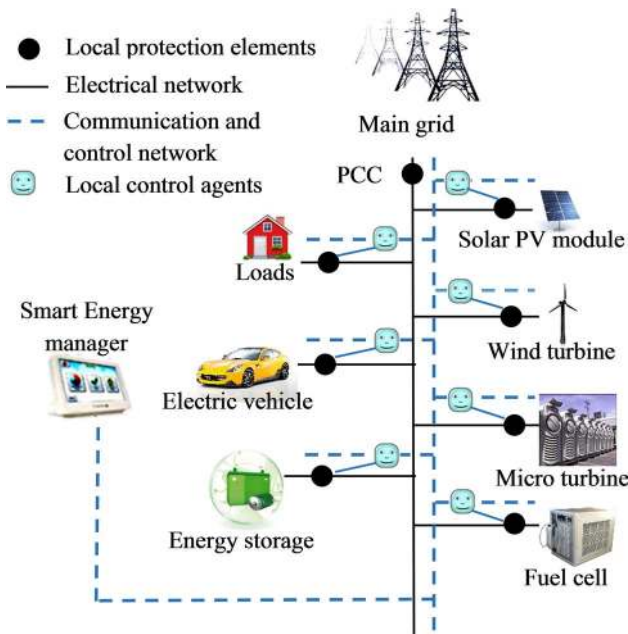 Local protection elements
Electrical network
Communication and
control network
Local control agents
Main grid
PCC
Solar PV module
Loads
Smart Energy
manager
Wind turbine
Electric vehicle
Micro turbine
Energy storage
Fuel cell